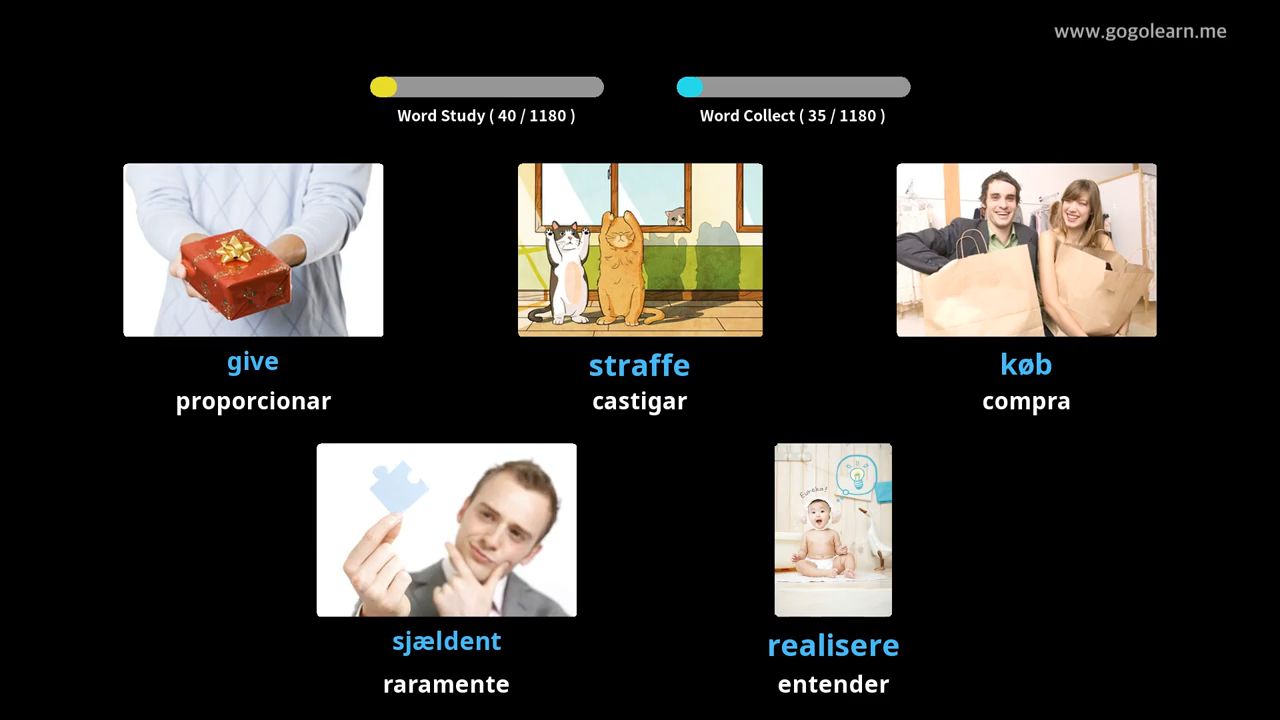 www.gogolearn.me
Word Study ( 40 / 1180 )
Word Collect ( 35 / 1180 )
give
proporcionar
straffe
castigar
køb
compra
Eureka!
sjældent
raramente
realisere
entender